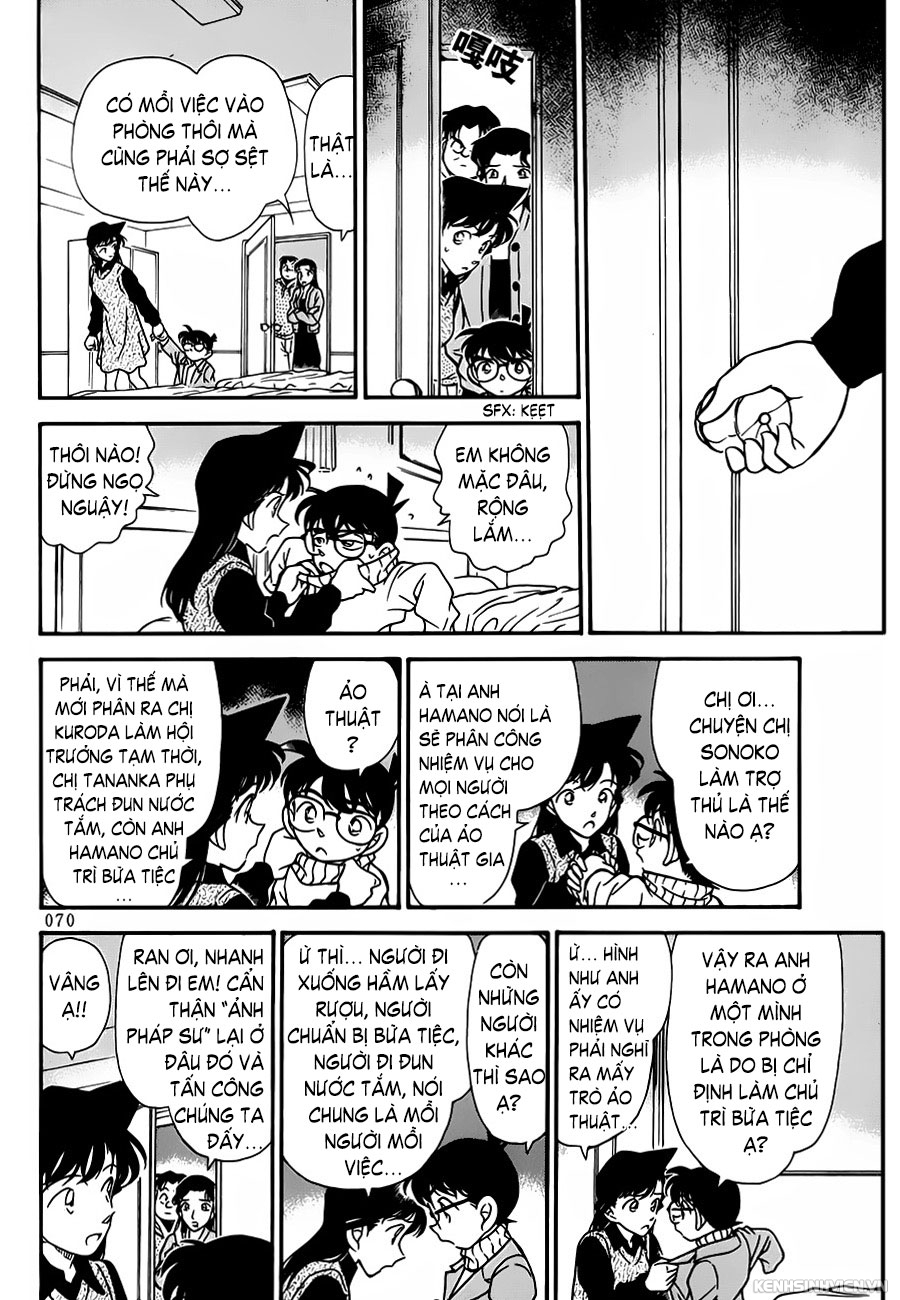 嘎吱
SFX: KẸẸT
THẬT
LÀ...
CÓ MỖI VIỆC VÀO
PHÒNG THÔI MÀ
CŨNG PHẢI SỢ SỆT
THẾ NÀY...
EM KHÔNG
MẶC ĐÂU,
RỘNG
LẮM...
THÔI NÀO!
ĐỪNG NGỌ
NGUẬY!
CHỊ ƠI...
CHUYỆN CHỊ
SONOKO
LÀM TRỢ
THỦ LÀ THẾ
NÀO Ạ?
À TẠI ANH
HAMANO NÓI LÀ
SẼ PHÂN CÔNG
NHIỆM VỤ CHO
MỌI NGƯỜI
THEO CÁCH
CỦA ẢO
THUẬT GIA
...
ẢO
THUẬT
?
PHẢI, VÌ THẾ MÀ
MỚI PHÂN RA CHỊ
KURODA LÀM HỘI
TRƯỞNG TẠM THỜI,
CHỊ TANANKA PHỤ
TRÁCH ĐUN NƯỚC
TẮM, CÒN ANH
HAMANO CHỦ
TRÌ BỮA TIỆC
...
070
VẬY RA ANH
HAMANO Ở
MỘT MÌNH
TRONG PHÒNG
LÀ DO BỊ CHỈ
ĐỊNH LÀM CHỦ
TRÌ BỮA TIỆC
Ạ?
Ừ... HÌNH
NHƯ ANH
ẤY CÓ
NHIỆM VỤ
PHẢI NGHĨ
RA MẤY
TRÒ ẢO
THUẬT...
CÒN
NHỮNG
NGƯỜI
KHÁC
THÌ SAO
Ạ?
Ừ THÌ... NGƯỜI ĐI
XUỐNG HẦM LẤY
RƯỢU, NGƯỜI
CHUẨN BỊ BỮA TIỆC,
NGƯỜI ĐI ĐUN
NƯỚC TẮM, NÓI
CHUNG LÀ MỖI
NGƯỜI MỖI
VIỆC...
RAN ƠI, NHANH
LÊN ĐI EM! CẨN
THẬN "ẢNH
PHÁP SƯ" LẠI Ở
ĐÂU ĐÓ VÀ
TẤN CÔNG
CHÚNG TA
ĐẤY...
VÂNG
Ạ!!
KENHSINHVIEN.VN